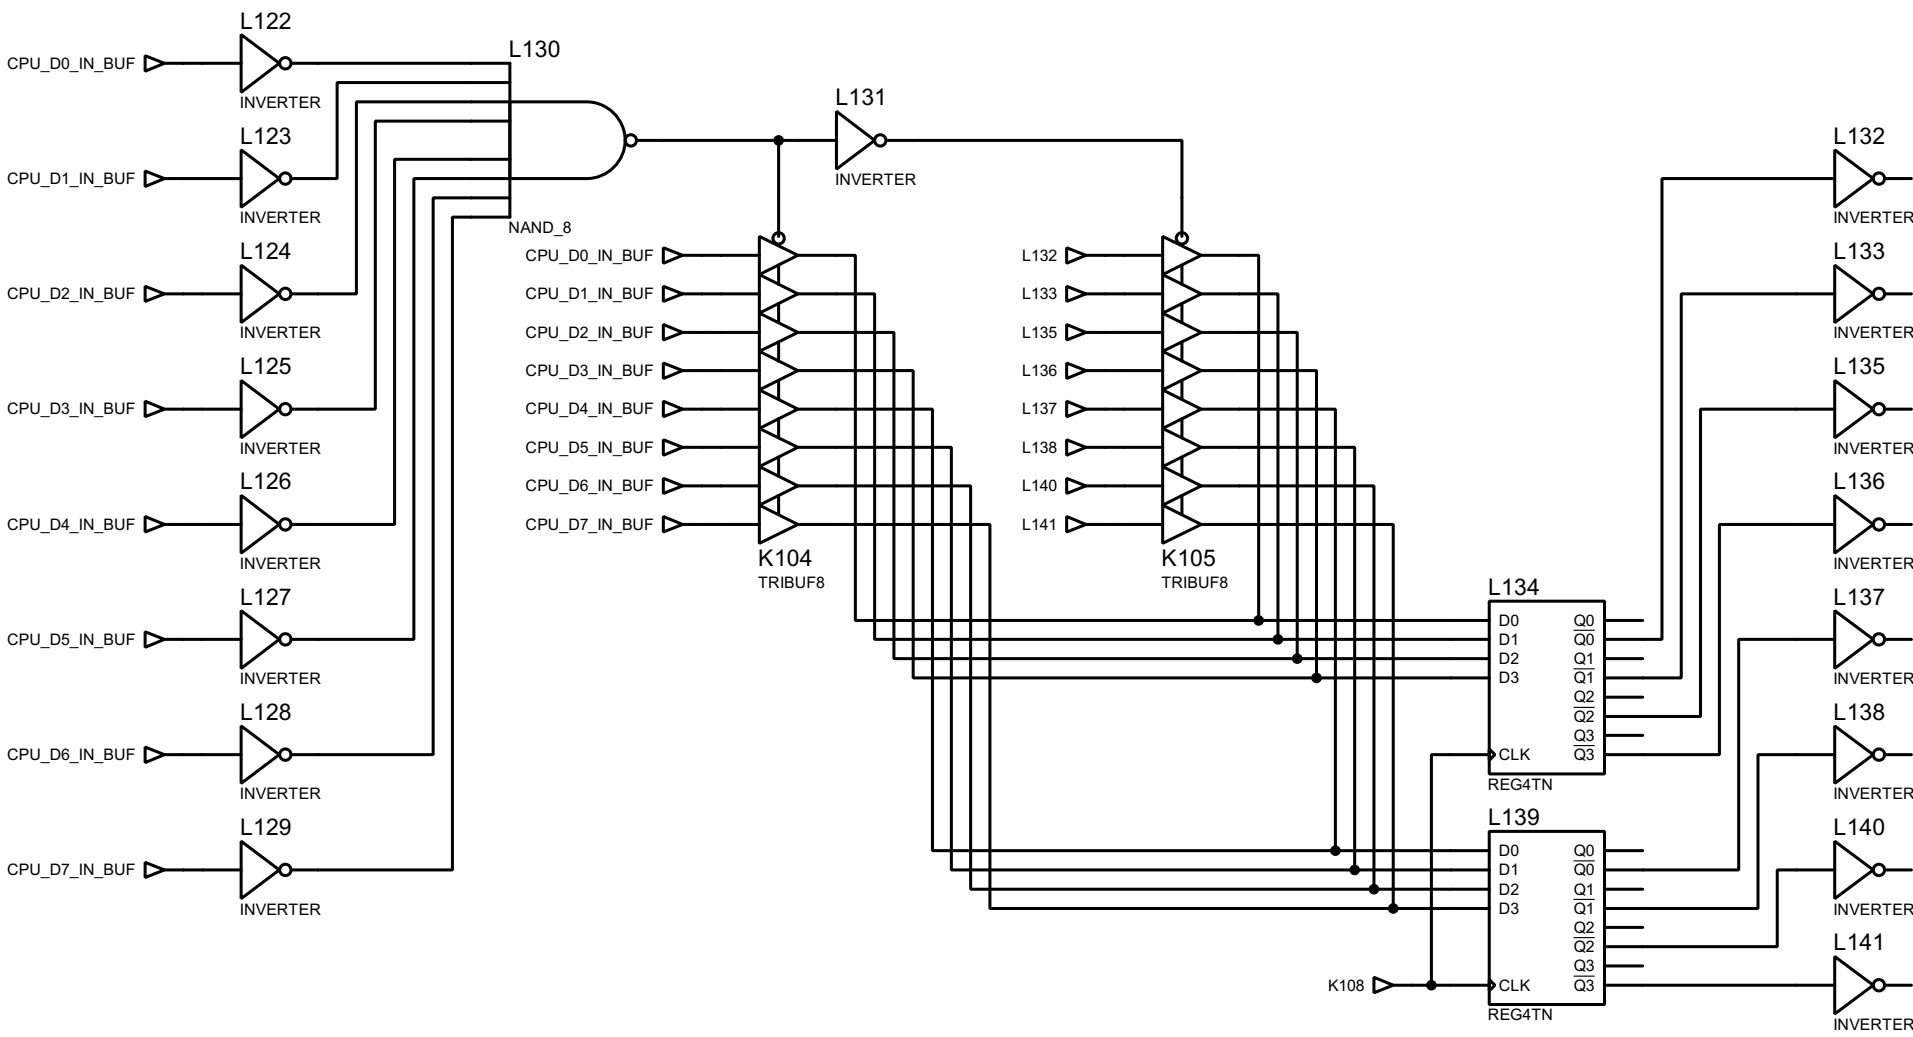 L122
CPU_D0_IN_BUF
INVERTER
L123
CPU_D1_IN_BUF
INVERTER
L124
CPU_D2_IN_BUF
INVERTER
L125
CPU_D3_IN_BUF
INVERTER
L126
CPU_D4_IN_BUF
INVERTER
L127
CPU_D5_IN_BUF
INVERTER
L128
CPU_D6_IN_BUF
INVERTER
L129
CPU_D7_IN_BUF
INVERTER
L130
NAND_8
L131
INVERTER
CPU_D0_IN_BUF
CPU_D1_IN_BUF
CPU_D2_IN_BUF
CPU_D3_IN_BUF
CPU_D4_IN_BUF
CPU_D5_IN_BUF
CPU_D6_IN_BUF
CPU_D7_IN_BUF
K104
TRIBUF8
L132
L133
L135
L136
L137
L138
L140
L141
K105
TRIBUF8
L134
D0 Q0
D1 Q0
D2 Q1
D3 Q1
Q2
Q2
Q3
CLK Q3
REG4TN
L139
D0 Q0
D1 Q0
D2 Q1
D3 Q1
Q2
Q2
Q3
K108
CLK Q3
REG4TN
L132
INVERTER
L133
INVERTER
L135
INVERTER
L136
INVERTER
L137
INVERTER
L138
INVERTER
L140
INVERTER
L141
INVERTER